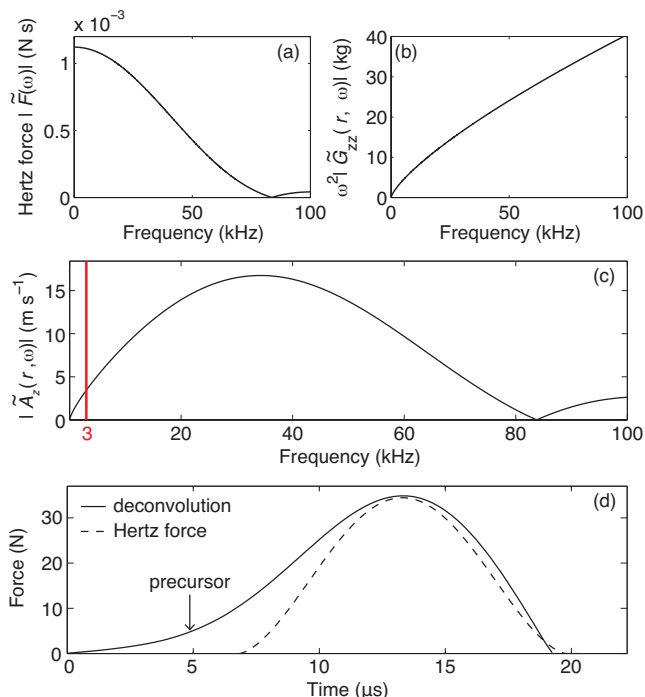 x 10⁻³
(a)
Hertz force | F̃(ω)| (N s)
1
0.5
0
0 50 100
Frequency (kHz)
(b)
ω²| G̃zz( r, ω)| (kg)
40
30
20
10
0
0 50 100
Frequency (kHz)
(c)
| Ãz( r ,ω)| (m s⁻¹)
15
10
5
0
3 20 40 60 80 100
Frequency (kHz)
(d)
Force (N)
30
20
10
0
deconvolution
Hertz force
precursor
0 5 10 15 20
Time (μs)